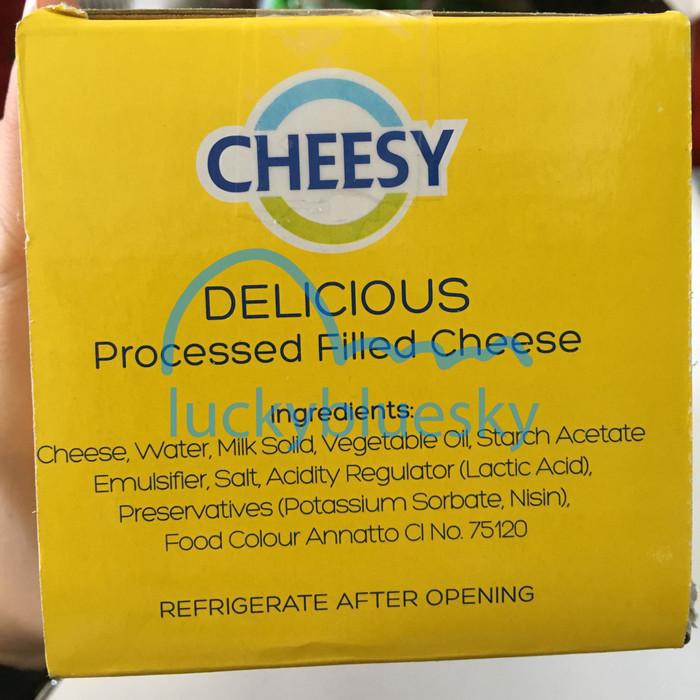 CHEESY
DELICIOUS
Processed Filled Cheese
luckybluesky
Ingredients:
Cheese, Water, Milk Solid, Vegetable Oil, Starch Acetate
Emulsifier, Salt, Acidity Regulator (Lactic Acid),
Preservatives (Potassium Sorbate, Nisin),
Food Colour Annatto CI No. 75120
REFRIGERATE AFTER OPENING